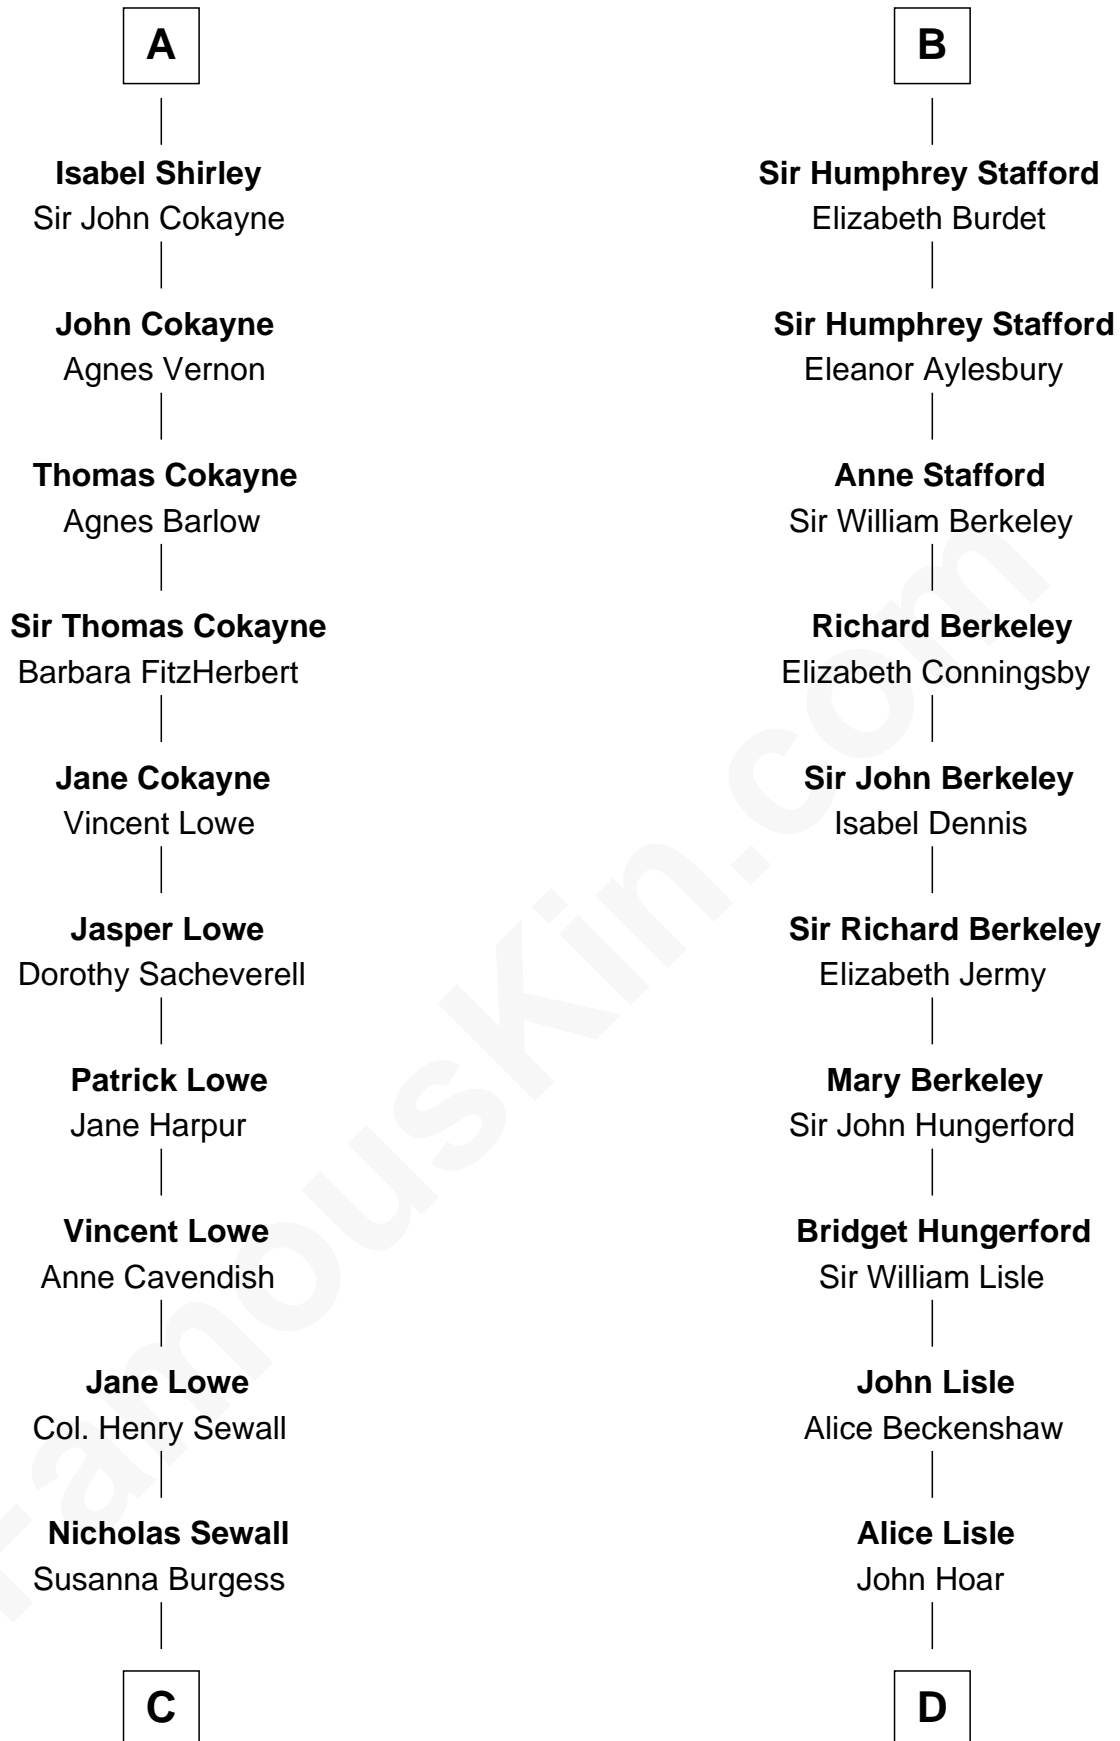 A
Isabel Shirley
Sir John Cokayne
John Cokayne
Agnes Vernon
Thomas Cokayne
Agnes Barlow
Sir Thomas Cokayne
Barbara FitzHerbert
Jane Cokayne
Vincent Lowe
Jasper Lowe
Dorothy Sacheverell
Patrick Lowe
Jane Harpur
Vincent Lowe
Anne Cavendish
Jane Lowe
Col. Henry Sewall
Nicholas Sewall
Susanna Burgess
C
B
Sir Humphrey Stafford
Elizabeth Burdet
Sir Humphrey Stafford
Eleanor Aylesbury
Anne Stafford
Sir William Berkeley
Richard Berkeley
Elizabeth Conningsby
Sir John Berkeley
Isabel Dennis
Sir Richard Berkeley
Elizabeth Jermy
Mary Berkeley
Sir John Hungerford
Bridget Hungerford
Sir William Lisle
John Lisle
Alice Beckenshaw
Alice Lisle
John Hoar
D
FamousKin.com